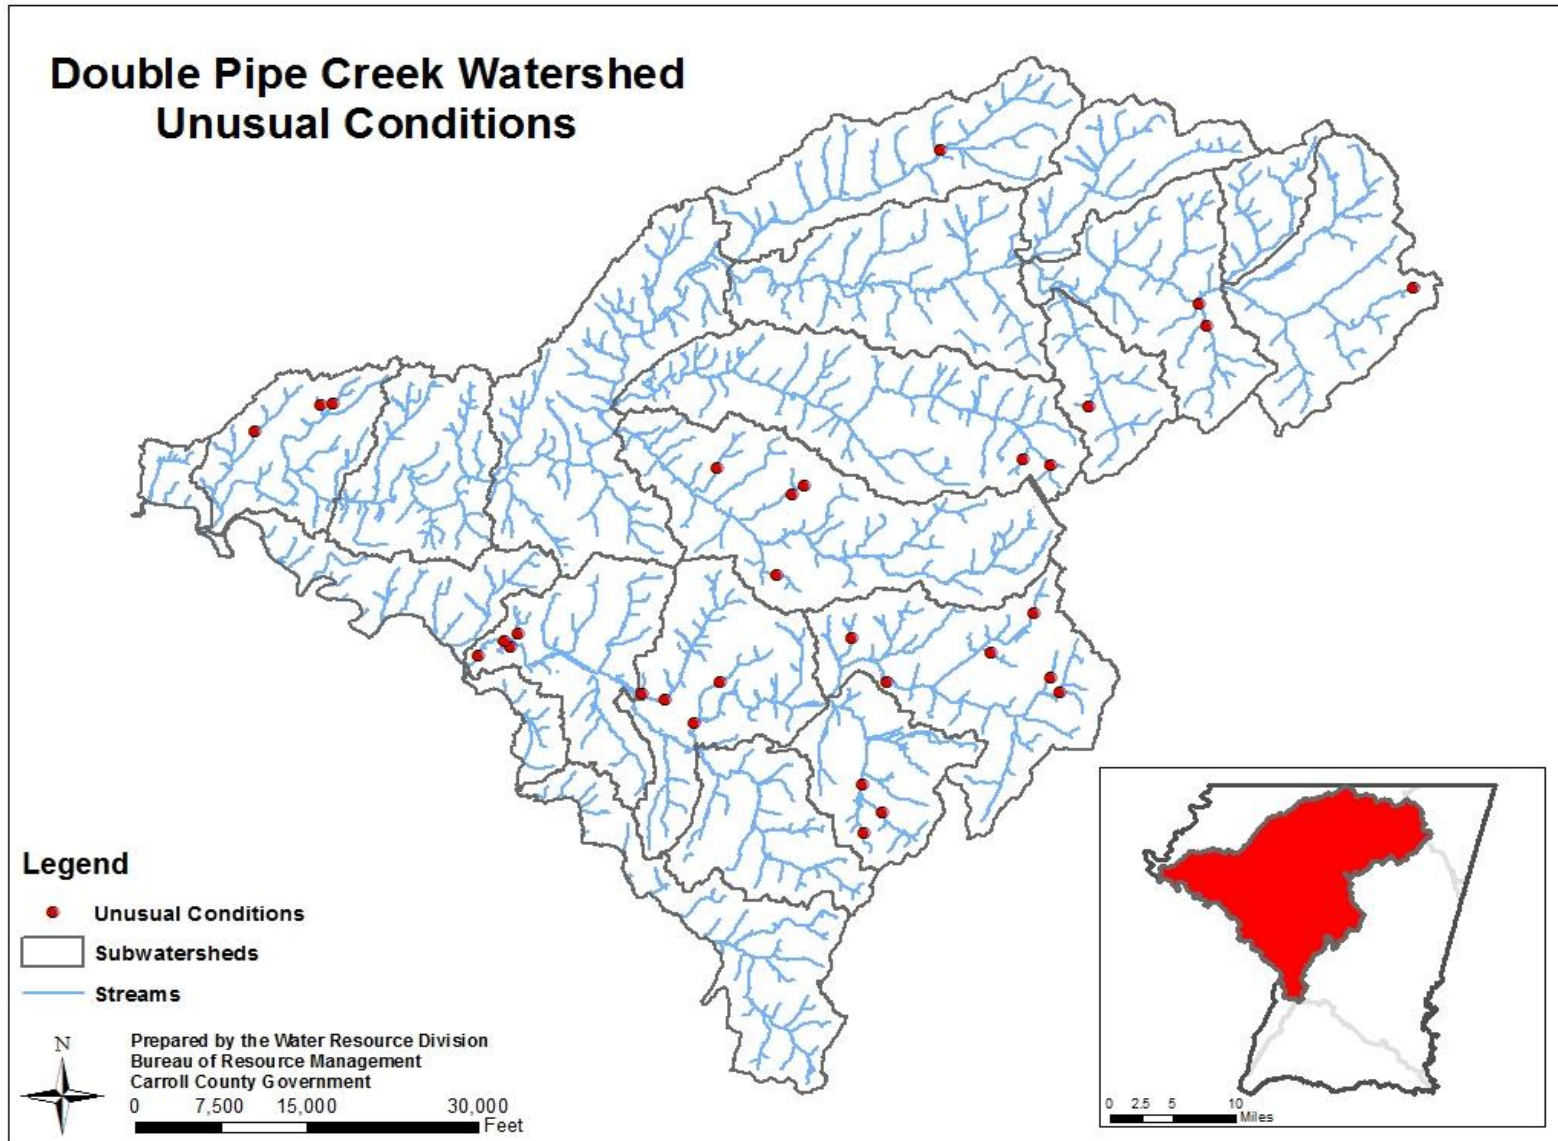 Double Pipe Creek Watershed
Unusual Conditions
Legend
Unusual Conditions
Subwatersheds
Streams
N
Prepared by the Water Resource Division
Bureau of Resource Management
Carroll County Government
0 7,500 15,000 30,000
Feet
0 2.5 5 10
Miles